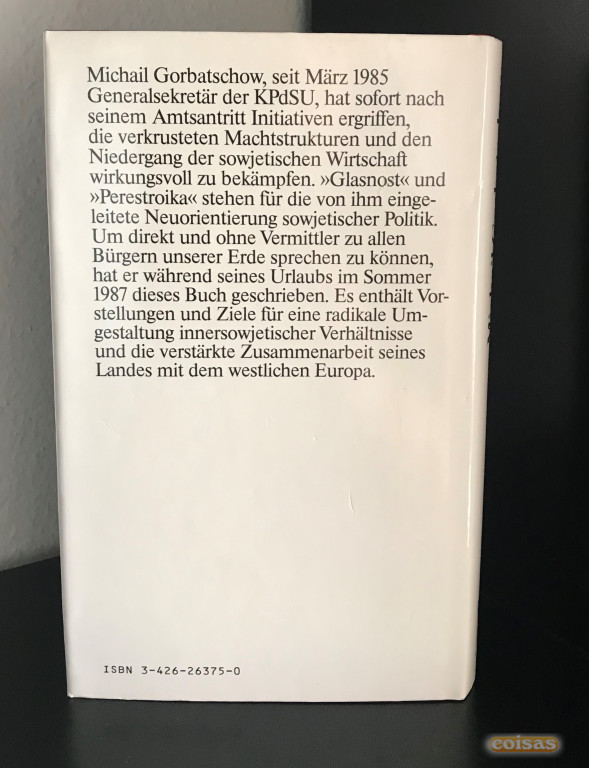 Michail Gorbatschow, seit März 1985
Generalsekretär der KPdSU, hat sofort nach
seinem Amtsantritt Initiativen ergriffen,
die verkrusteten Machtstrukturen und den
Niedergang der sowjetischen Wirtschaft
wirkungsvoll zu bekämpfen. »Glasnost« und
»Perestroika« stehen für die von ihm einge-
leitete Neuorientierung sowjetischer Politik.
Um direkt und ohne Vermittler zu allen
Bürgern unserer Erde sprechen zu können,
hat er während seines Urlaubs im Sommer
1987 dieses Buch geschrieben. Es enthält Vor-
stellungen und Ziele für eine radikale Um-
gestaltung innersowjetischer Verhältnisse
und die verstärkte Zusammenarbeit seines
Landes mit dem westlichen Europa.
ISBN 3-426-26375-0
coisas